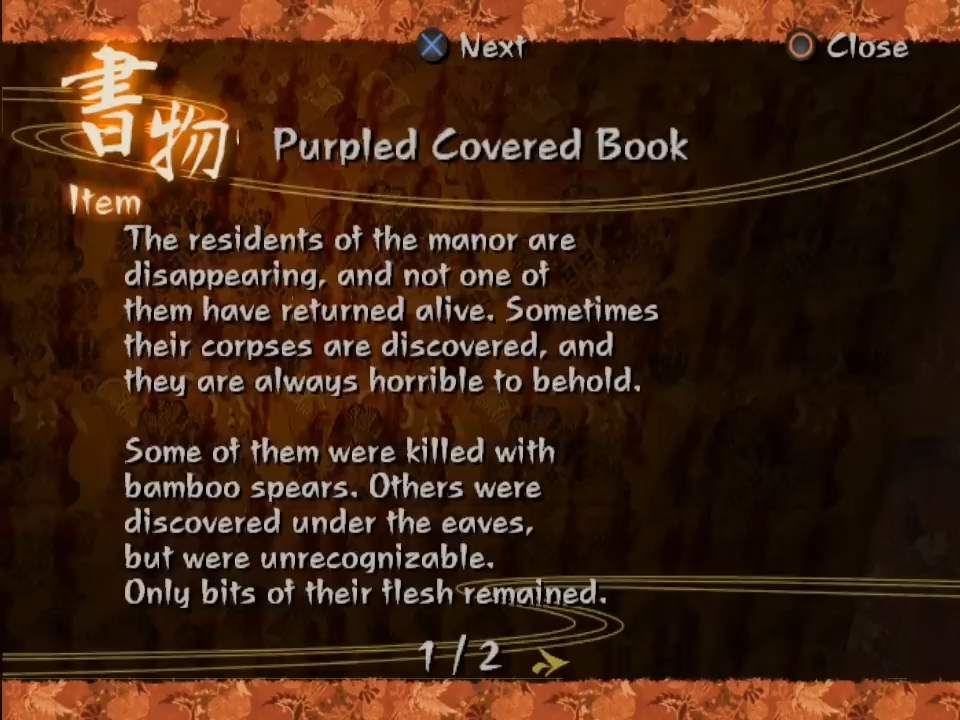 Next
Close
書物
Item
Purpled Covered Book
The residents of the manor are
disappearing, and not one of
them have returned alive. Sometimes
their corpses are discovered, and
they are always horrible to behold.
Some of them were killed with
bamboo spears. Others were
discovered under the eaves,
but were unrecognizable.
Only bits of their flesh remained.
1 / 2